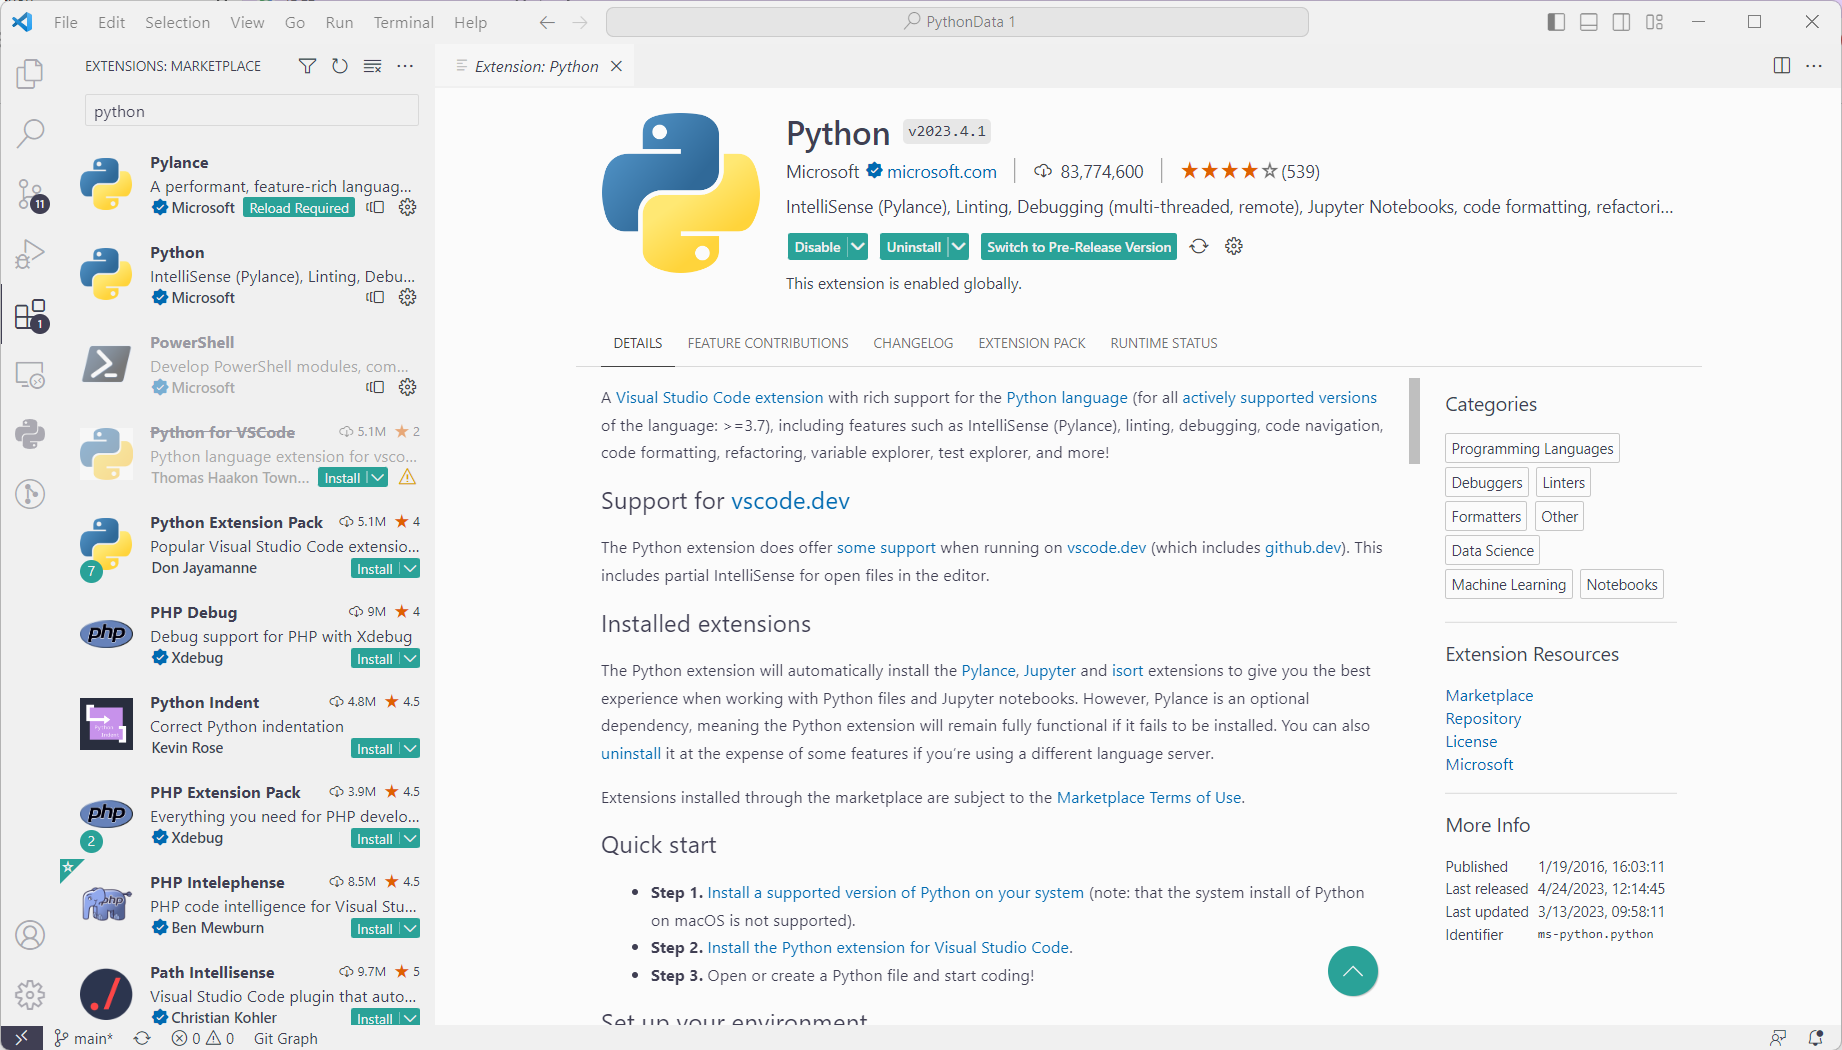 File Edit Selection View Go Run Terminal Help
PythonData 1
EXTENSIONS: MARKETPLACE
Extension: Python
python
Pylance
A performant, feature-rich languag...
Microsoft Reload Required
Python
IntelliSense (Pylance), Linting, Debu...
Microsoft
PowerShell
Develop PowerShell modules, com...
Microsoft
Python for VSCode 5.1M 2
Python language extension for vsco...
Thomas Haakon Town... Install
Python Extension Pack 5.1M 4
Popular Visual Studio Code extensio...
Don Jayamanne Install
7
PHP Debug 9M 4
Debug support for PHP with Xdebug
Xdebug Install
php
Python Indent 4.8M 4.5
Correct Python indentation
Kevin Rose Install
Python
Indent
PHP Extension Pack 3.9M 4.5
Everything you need for PHP develo...
Xdebug Install
php
2
PHP Intelephense 8.5M 4.5
PHP code intelligence for Visual Stu...
Ben Mewburn Install
php
Path Intellisense 9.7M 5
Visual Studio Code plugin that auto...
Christian Kohler Install
./
11
1
Python v2023.4.1
Microsoft microsoft.com 83,774,600 (539)
IntelliSense (Pylance), Linting, Debugging (multi-threaded, remote), Jupyter Notebooks, code formatting, refactori...
Disable Uninstall Switch to Pre-Release Version
This extension is enabled globally.
DETAILS FEATURE CONTRIBUTIONS CHANGELOG EXTENSION PACK RUNTIME STATUS
A Visual Studio Code extension with rich support for the Python language (for all actively supported versions
of the language: >=3.7), including features such as IntelliSense (Pylance), linting, debugging, code navigation,
code formatting, refactoring, variable explorer, test explorer, and more!
Support for vscode.dev
The Python extension does offer some support when running on vscode.dev (which includes github.dev). This
includes partial IntelliSense for open files in the editor.
Installed extensions
The Python extension will automatically install the Pylance, Jupyter and isort extensions to give you the best
experience when working with Python files and Jupyter notebooks. However, Pylance is an optional
dependency, meaning the Python extension will remain fully functional if it fails to be installed. You can also
uninstall it at the expense of some features if you're using a different language server.
Extensions installed through the marketplace are subject to the Marketplace Terms of Use.
Quick start
• Step 1. Install a supported version of Python on your system (note: that the system install of Python
on macOS is not supported).
• Step 2. Install the Python extension for Visual Studio Code.
• Step 3. Open or create a Python file and start coding!
Set up your environment
Categories
Programming Languages
Debuggers Linters
Formatters Other
Data Science
Machine Learning Notebooks
Extension Resources
Marketplace
Repository
License
Microsoft
More Info
Published 1/19/2016, 16:03:11
Last released 4/24/2023, 12:14:45
Last updated 3/13/2023, 09:58:11
Identifier ms-python.python
main* 0 0 Git Graph